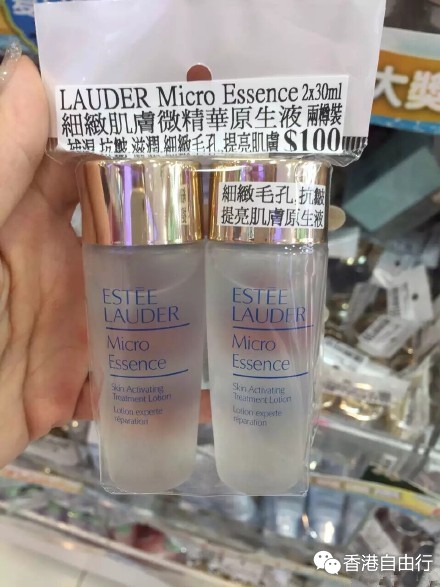 LAUDER Micro Essence 2x30ml
細緻肌膚微精華原生液 兩樽裝
補濕 抗皺 滋潤 細緻毛孔 提亮肌膚 $100
細緻毛孔 抗皺
提亮肌膚原生液
ESTĒE
LAUDER
Micro
Essence
Skin Activating
Treatment Lotion
Lotion experte
réparation
ESTĒE
LAUDER
Micro
Essence
Skin Activating
Treatment Lotion
Lotion experte
réparation
大獎
香港自由行